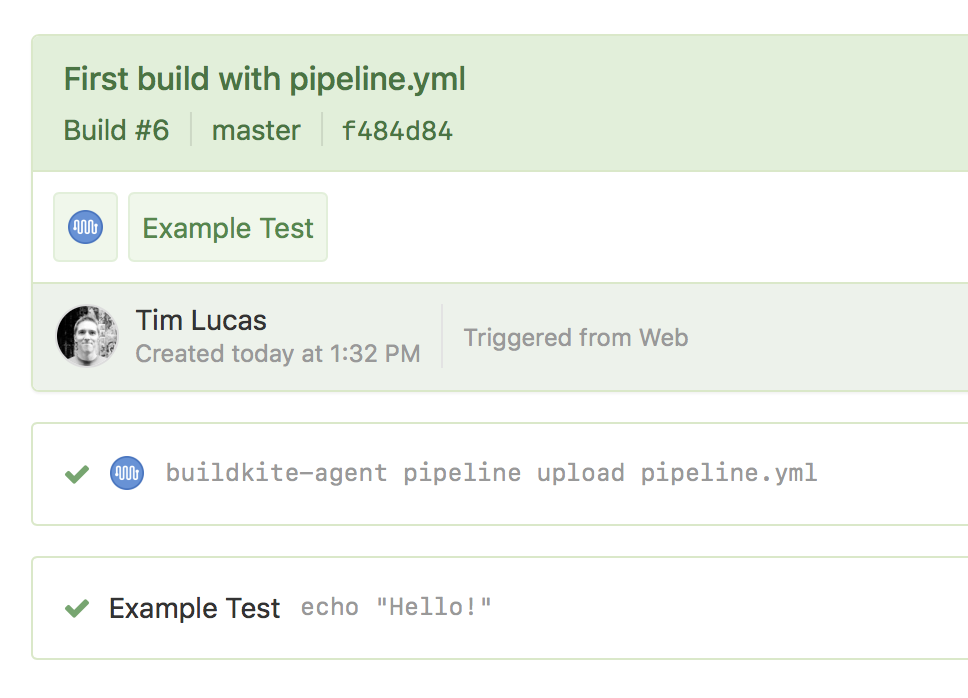 First build with pipeline.yml
Build #6 master f484d84
Example Test
Tim Lucas
Created today at 1:32 PM
Triggered from Web
buildkite-agent pipeline upload pipeline.yml
Example Test echo "Hello!"